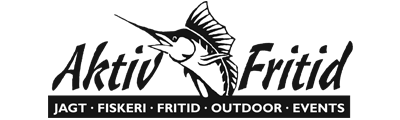 Aktiv Fritid
JAGT · FISKERI · FRITID · OUTDOOR · EVENTS